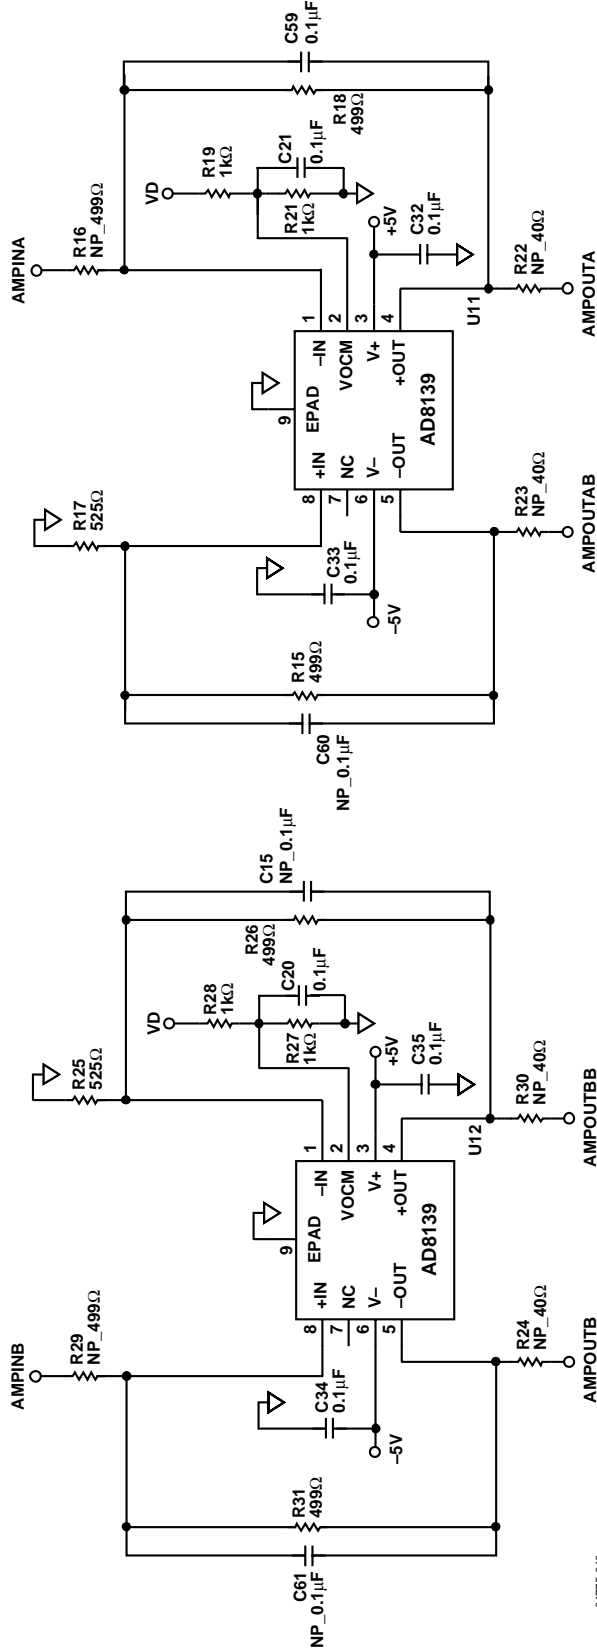 AMPINA
R16
NP_499Ω
C59
0.1µF
R18
499Ω
VD
R19
1kΩ
C21
0.1µF
R21
1kΩ
+5V
C32
0.1µF
1
2
3
4
–IN
VOCM
V+
+OUT
9
EPAD
AD8139
U11
+IN
NC
V–
–OUT
8
7
6
5
R22
NP_40Ω
AMPOUTA
R17
525Ω
C33
0.1µF
–5V
R15
499Ω
C60
NP_0.1µF
R23
NP_40Ω
AMPOUTAB
C15
NP_0.1µF
R26
499Ω
VD
R28
1kΩ
C20
0.1µF
R27
1kΩ
R25
525Ω
+5V
C35
0.1µF
1
2
3
4
–IN
VOCM
V+
+OUT
9
EPAD
AD8139
U12
+IN
NC
V–
–OUT
8
7
6
5
R30
NP_40Ω
AMPOUTBB
AMPINB
R29
NP_499Ω
C34
0.1µF
–5V
R31
499Ω
C61
NP_0.1µF
R24
NP_40Ω
AMPOUTB